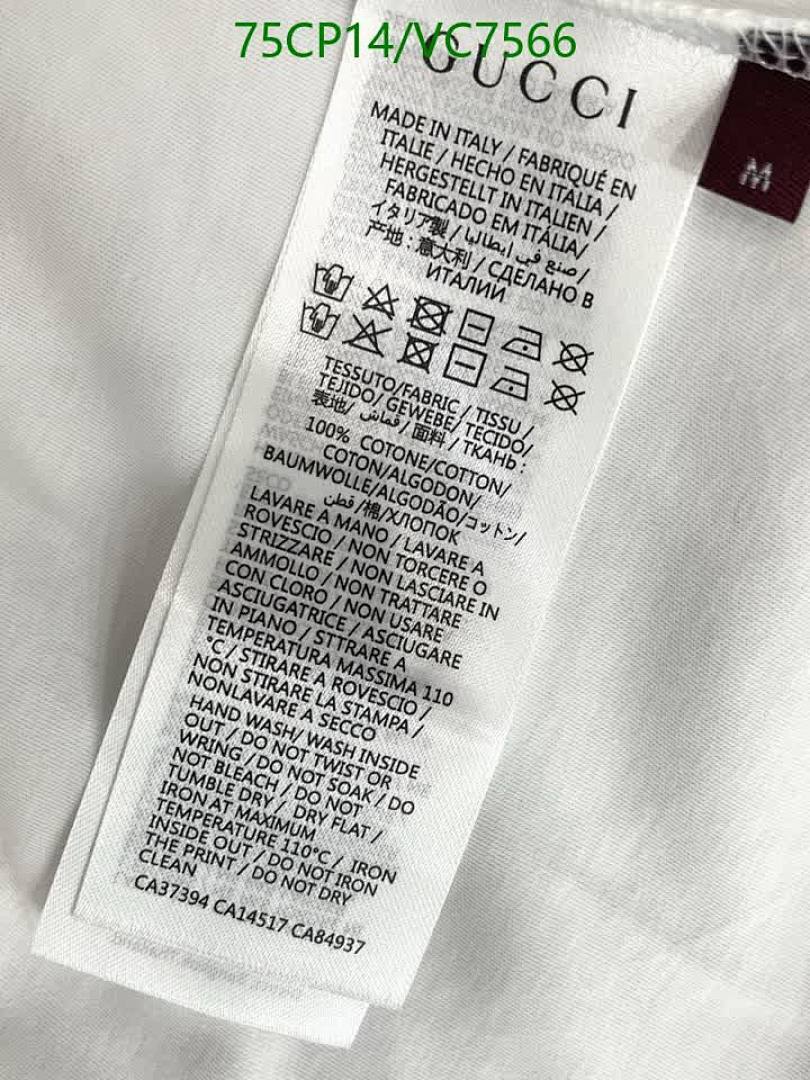 75CP14/VC7566
GUCCI
M
MADE IN ITALY / FABRIQUÉ EN
ITALIE / HECHO EN ITALIA /
HERGESTELLT IN ITALIEN /
FABRICADO EM ITÁLIA/
イタリア製 / صنع في إيطاليا /
产地 : 意大利 / СДЕЛАНО В
ИТАЛИИ
TESSUTO/FABRIC / TISSU /
TEJIDO/ GEWEBE/TECIDO/
表地/ قماش / 面料 / ТКАНЬ :
100% COTONE/COTTON/
COTON/ALGODON/
BAUMWOLLE/ALGODÃO/コットン/
قطن /棉/ХЛОПОК
LAVARE A MANO / LAVARE A
ROVESCIO / NON TORCERE O
STRIZZARE / NON LASCIARE IN
AMMOLLO / NON TRATTARE
CON CLORO / NON USARE
ASCIUGATRICE / ASCIUGARE
IN PIANO / STTRARE A
TEMPERATURA MASSIMA 110
°C / STIRARE A ROVESCIO /
NON STIRARE LA STAMPA /
NONLAVARE A SECCO
HAND WASH/ WASH INSIDE
OUT / DO NOT TWIST OR
WRING / DO NOT SOAK / DO
NOT BLEACH / DO NOT
TUMBLE DRY / DRY FLAT /
IRON AT MAXIMUM
TEMPERATURE 110°C / IRON
INSIDE OUT / DO NOT IRON
THE PRINT / DO NOT DRY
CLEAN
CA37394 CA14517 CA84937